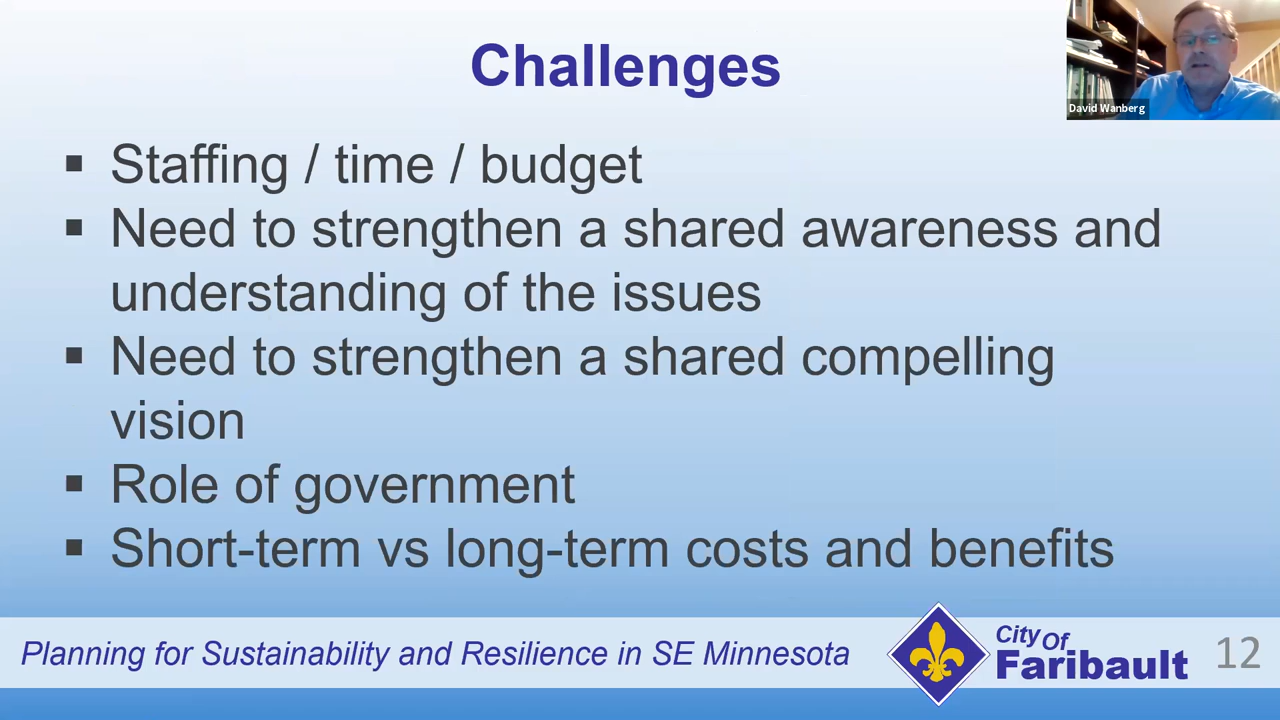 Challenges
David Wanberg
▪ Staffing / time / budget
▪ Need to strengthen a shared awareness and
understanding of the issues
▪ Need to strengthen a shared compelling
vision
▪ Role of government
▪ Short-term vs long-term costs and benefits
Planning for Sustainability and Resilience in SE Minnesota
City Of
Faribault
12